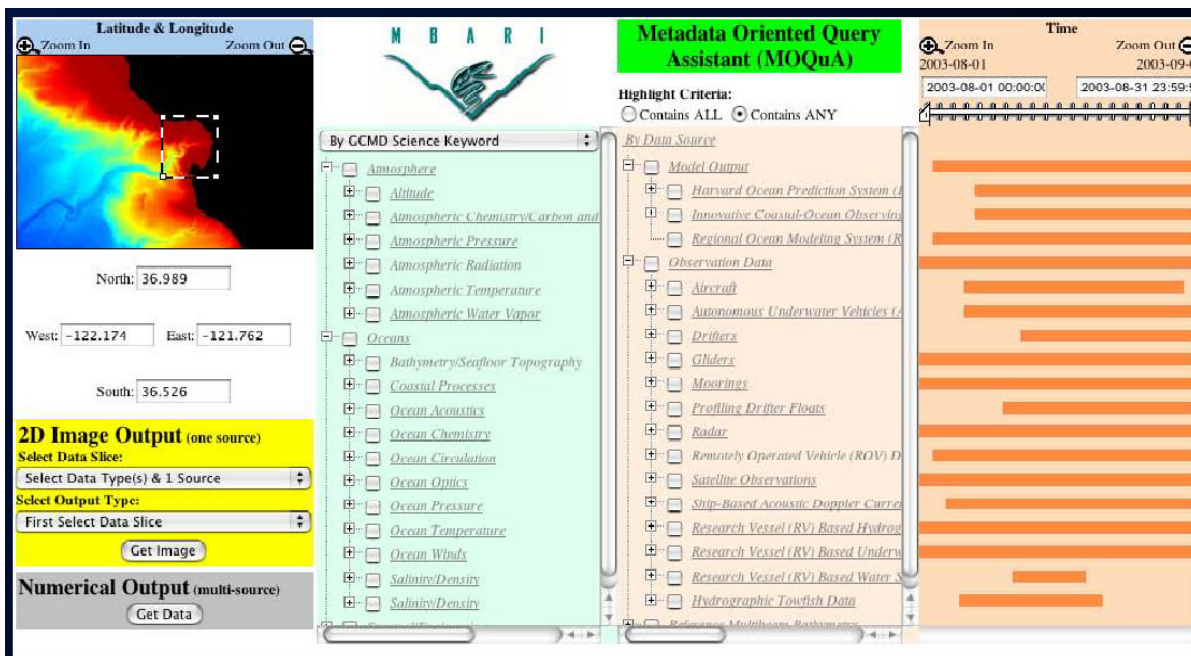 Latitude & Longitude
Zoom In
Zoom Out
North: 36.989
West: -122.174
East: -121.762
South: 36.526
2D Image Output (one source)
Select Data Slice:
Select Data Type(s) & 1 Source
Select Output Type:
First Select Data Slice
Get Image
Numerical Output (multi-source)
Get Data
M B A R I
By GCMD Science Keyword
Atmosphere
Altitude
Atmospheric Chemistry/Carbon and
Atmospheric Pressure
Atmospheric Radiation
Atmospheric Temperature
Atmospheric Water Vapor
Oceans
Bathymetry/Seafloor Topography
Coastal Processes
Ocean Acoustics
Ocean Chemistry
Ocean Circulation
Ocean Optics
Ocean Pressure
Ocean Temperature
Ocean Winds
Salinity/Density
Salinity/Density
Metadata Oriented Query
Assistant (MOQuA)
Highlight Criteria:
Contains ALL
Contains ANY
By Data Source
Model Output
Harvard Ocean Prediction System (
Innovative Coastal-Ocean Observing
Regional Ocean Modeling System (R
Observation Data
Aircraft
Autonomous Underwater Vehicles (
Drifters
Gliders
Moorings
Profiling Drifter Floats
Radar
Remotely Operated Vehicle (ROV) D
Satellite Observations
Ship-Based Acoustic Doppler Curre
Research Vessel (RV) Based Hydrog
Research Vessel (RV) Based Underw
Research Vessel (RV) Based Water S
Hydrographic Towfish Data
Reference Multibeam Bathymetry
Time
Zoom In
Zoom Out
2003-08-01
2003-09-0
2003-08-01 00:00:00
2003-08-31 23:59:5